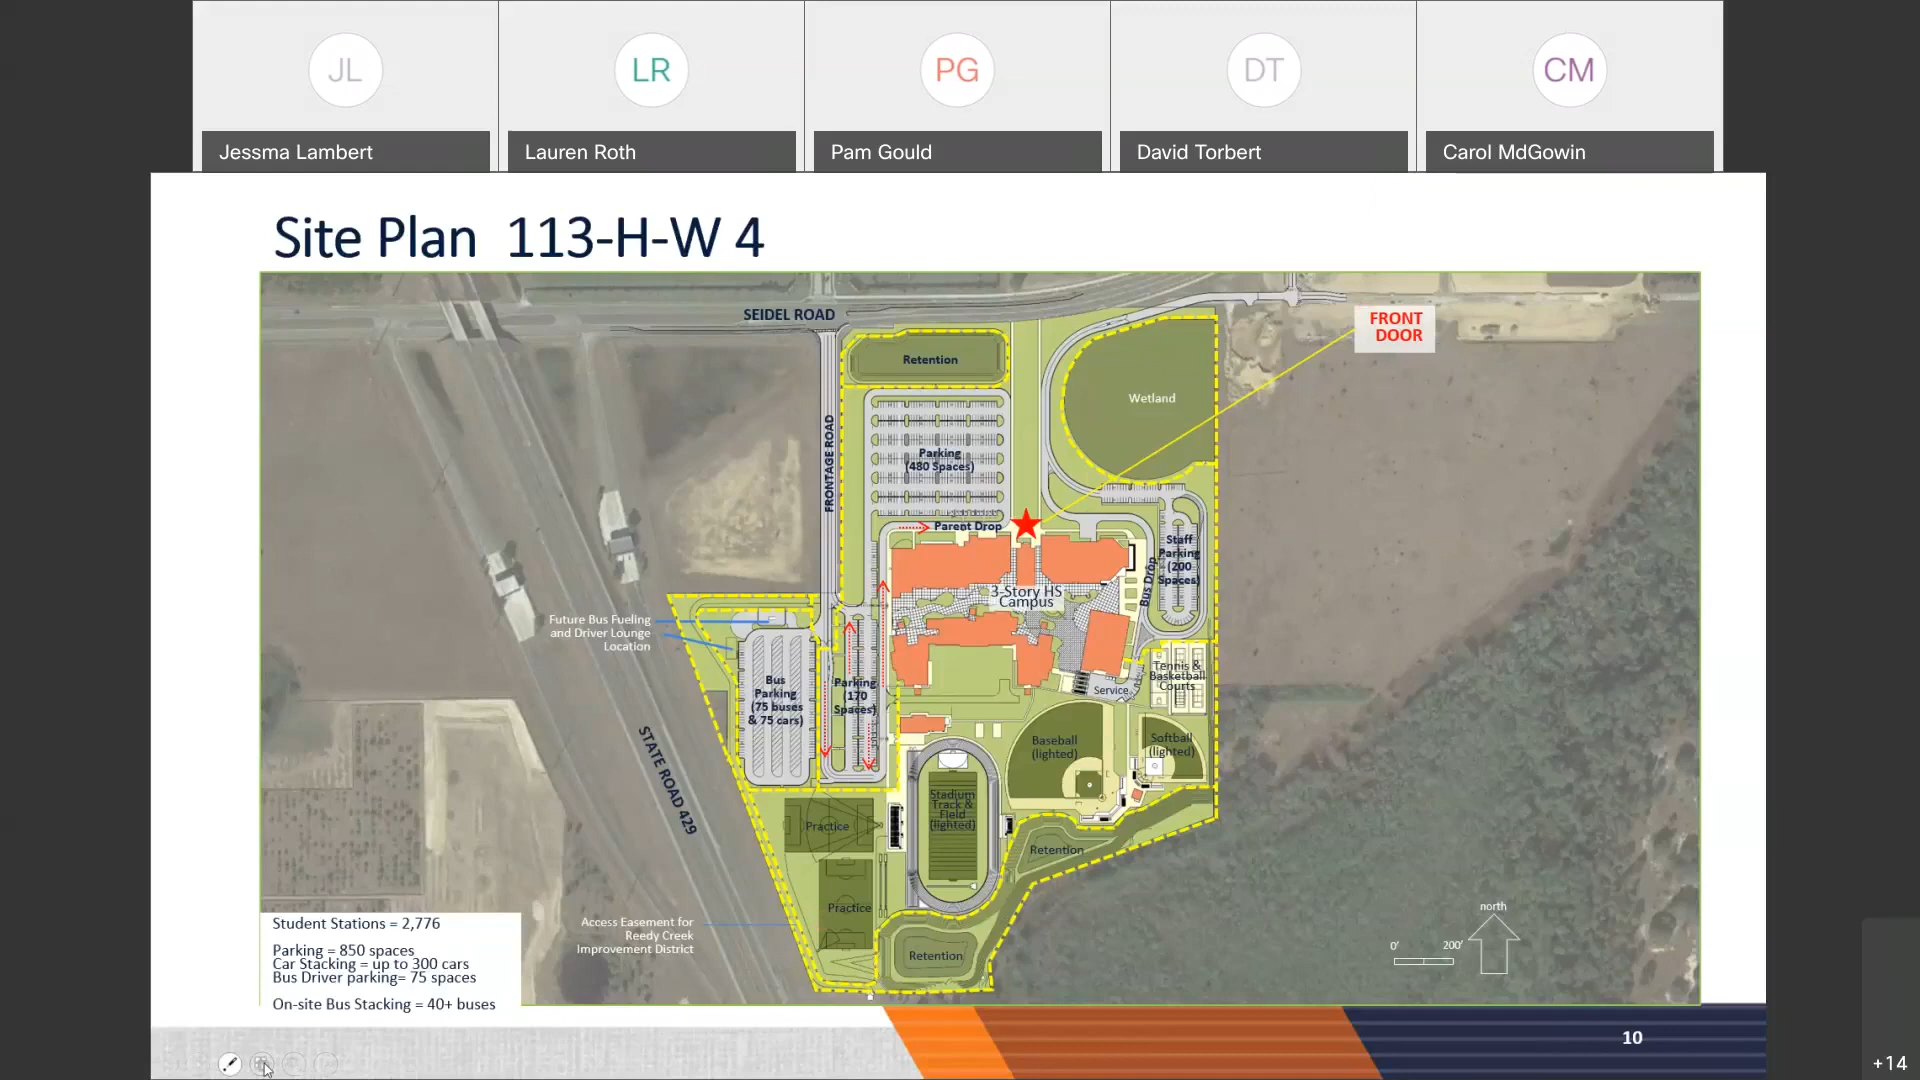 JL
LR
PG
DT
CM
Jessma Lambert
Lauren Roth
Pam Gould
David Torbert
Carol MdGowin
Site Plan 113-H-W 4
SEIDEL ROAD
FRONT
DOOR
Retention
Wetland
FRONTAGE ROAD
Parking
(480 Spaces)
Parent Drop
Staff
Parking
(200
Spaces)
Bus Drop
3-Story HS
Campus
Future Bus Fueling
and Driver Lounge
Location
Bus
Parking
(75 buses
& 75 cars)
Parking
(170
Spaces)
Service
Tennis &
Basketball
Courts
STATE ROAD 429
Baseball
(lighted)
Softball
(lighted)
Stadium
Track &
Field
(lighted)
Practice
Retention
Practice
Access Easement for
Reedy Creek
Improvement District
Retention
north
0'
200'
Student Stations = 2,776
Parking = 850 spaces
Car Stacking = up to 300 cars
Bus Driver parking= 75 spaces
On-site Bus Stacking = 40+ buses
10
+14